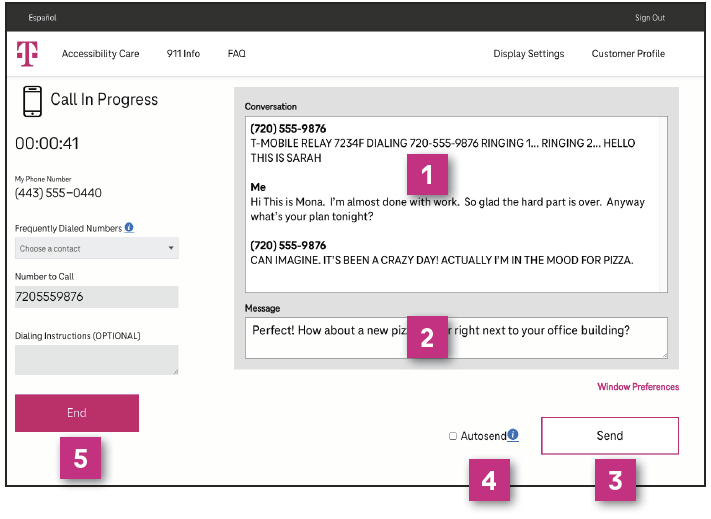 Español
Sign Out
T
Accessibility Care
911 Info
FAQ
Display Settings
Customer Profile
Call In Progress
00:00:41
My Phone Number
(443) 555-0440
Frequently Dialed Numbers i
Choose a contact
Number to Call
7205559876
Dialing Instructions (OPTIONAL)
End
5
Conversation
(720) 555-9876
T-MOBILE RELAY 7234F DIALING 720-555-9876 RINGING 1... RINGING 2... HELLO
THIS IS SARAH
1
Me
Hi This is Mona. I'm almost done with work. So glad the hard part is over. Anyway
what's your plan tonight?
(720) 555-9876
CAN IMAGINE. IT'S BEEN A CRAZY DAY! ACTUALLY I'M IN THE MOOD FOR PIZZA.
Message
Perfect! How about a new right next to your office building?
2
Window Preferences
Autosend i
Send
4
3